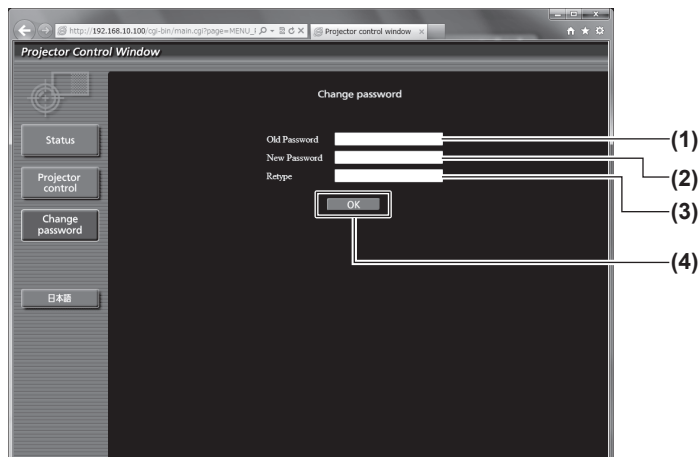 http://192.168.10.100/cgi-bin/main.cgi?page=MENU_I
Projector control window
Projector Control Window
Change password
Status
Old Password
(1)
New Password
(2)
Projector
control
Retype
(3)
OK
Change
password
(4)
日本語